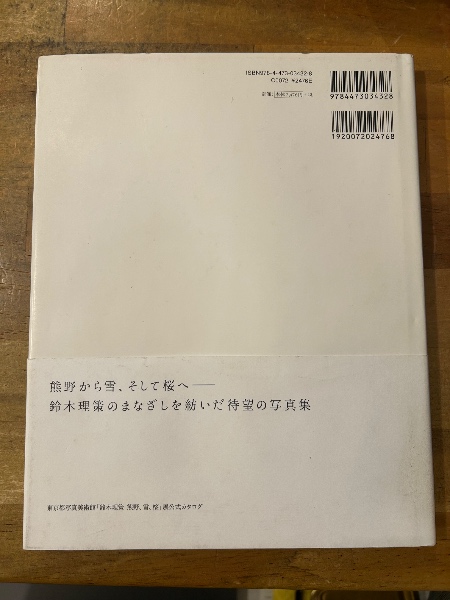 ISBN978-4-473-03432-8
C0072 ¥2476E
9784473034328
1920072024768
熊野から雪、そして桜へ――
鈴木理策のまなざしを紡いだ待望の写真集
東京都写真美術館「鈴木理策 熊野、雪、桜」展公式カタログ